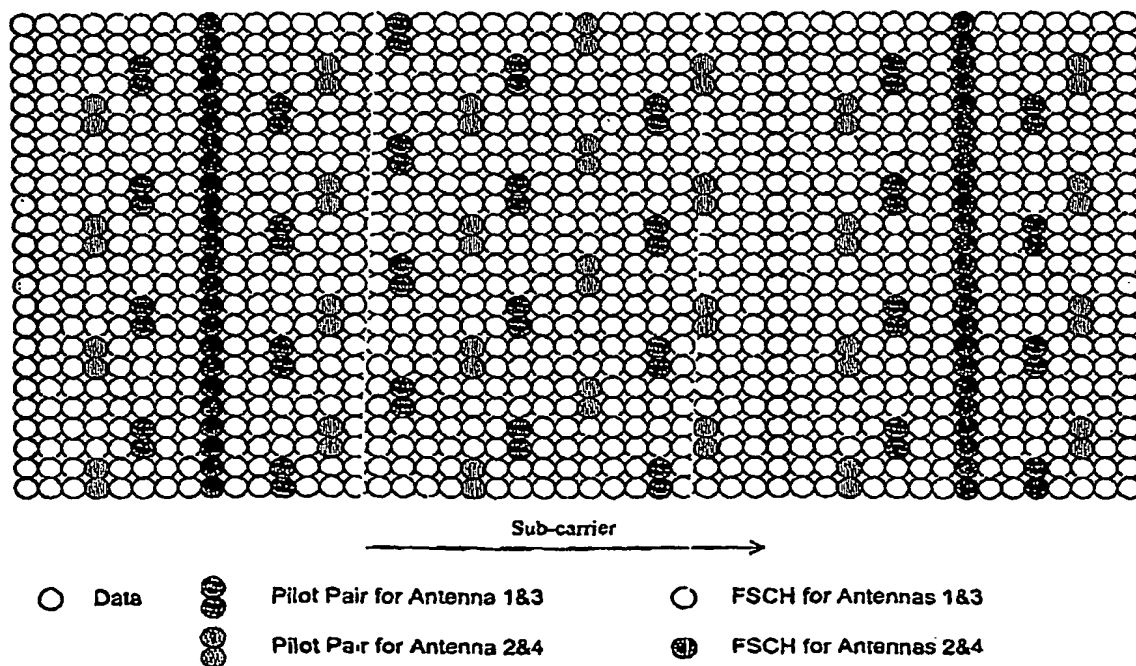 Sub-carrier
Data
Pilot Pair for Antenna 1&3
FSCH for Antennas 1&3
Pilot Pair for Antenna 2&4
FSCH for Antennas 2&4